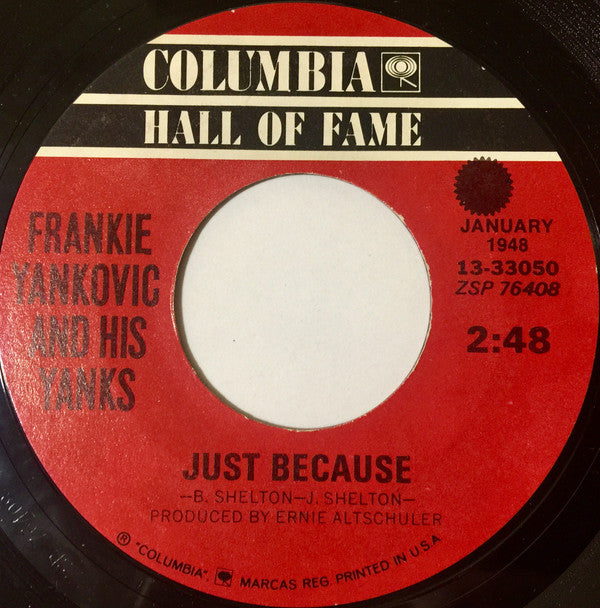 COLUMBIA
HALL OF FAME
FRANKIE
YANKOVIC
AND HIS
YANKS
JANUARY
1948
13-33050
ZSP 76408
2:48
JUST BECAUSE
—B. SHELTON—J. SHELTON—
PRODUCED BY ERNIE ALTSCHULER
® "COLUMBIA", MARCAS REG. PRINTED IN U.S.A.